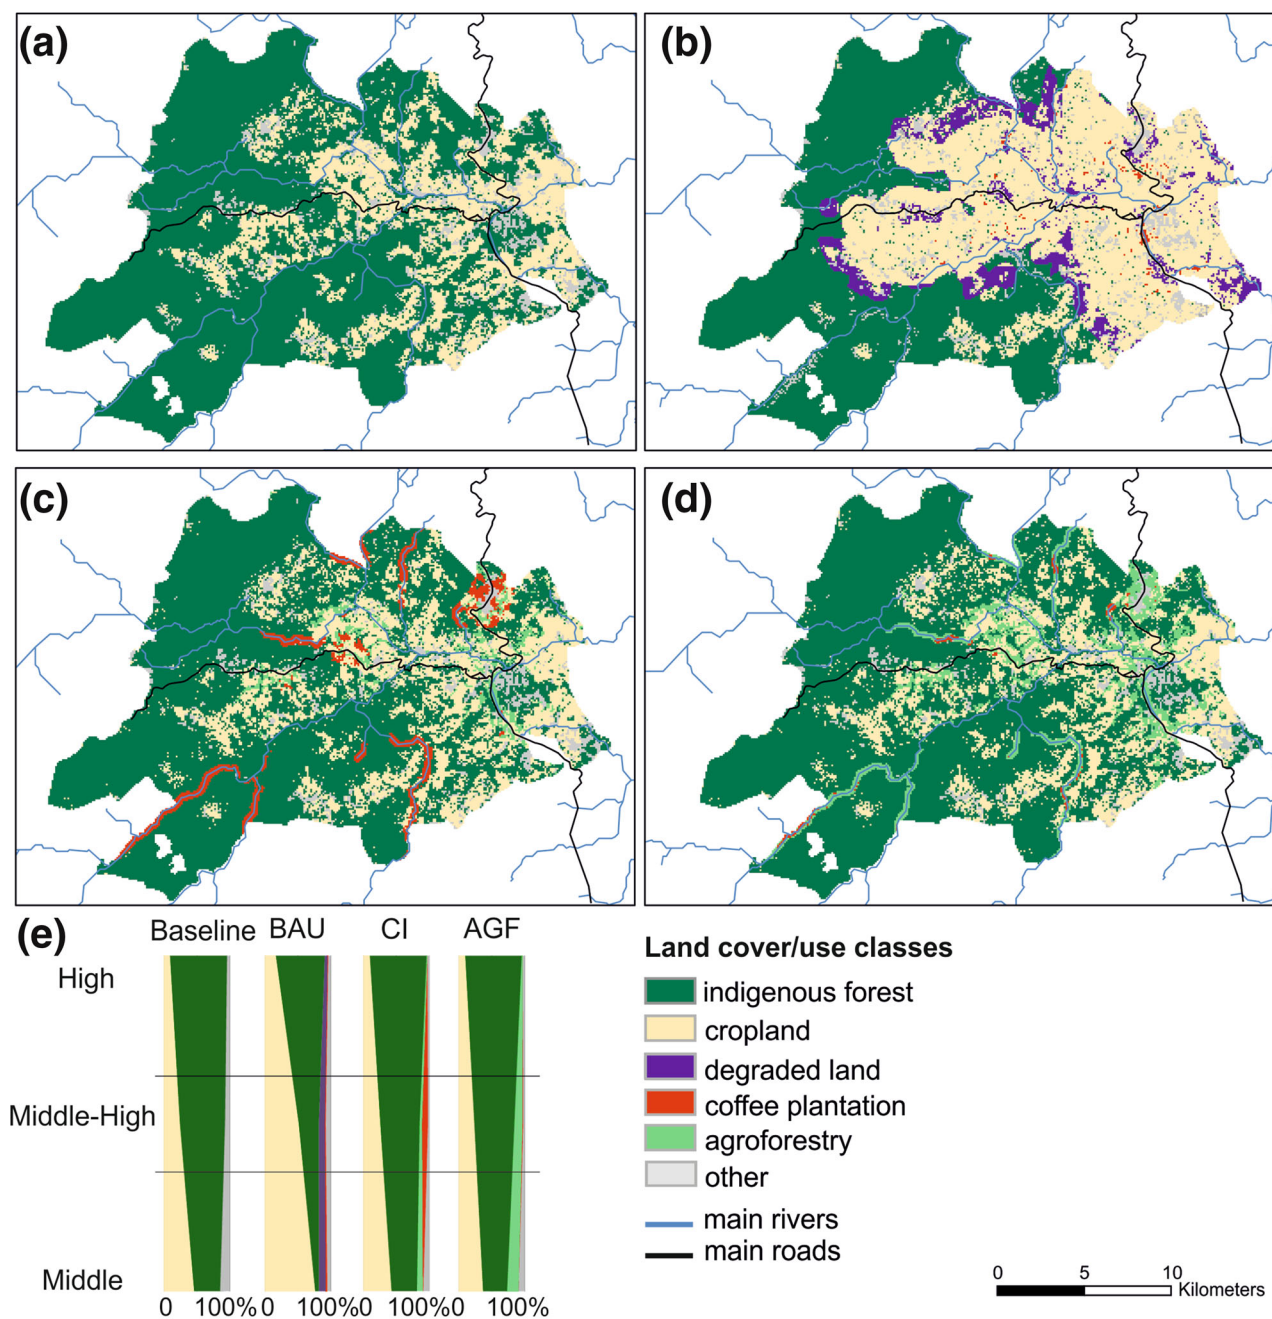 (a)
(b)
(c)
(d)
(e)
Baseline BAU CI AGF
High
Middle-High
Middle
0 100% 0 100% 0 100% 0 100%
Land cover/use classes
indigenous forest
cropland
degraded land
coffee plantation
agroforestry
other
main rivers
main roads
0 5 10
Kilometers